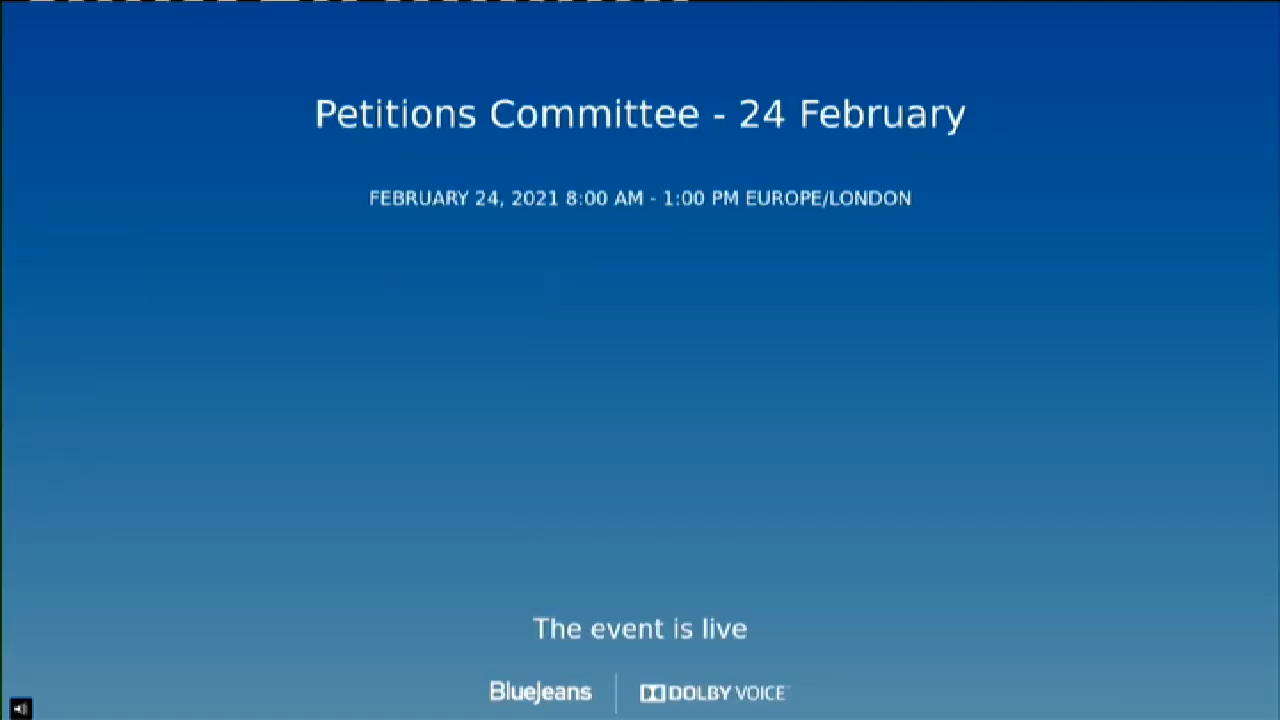 Petitions Committee - 24 February
FEBRUARY 24, 2021 8:00 AM - 1:00 PM EUROPE/LONDON
The event is live
BlueJeans
DOLBY VOICE